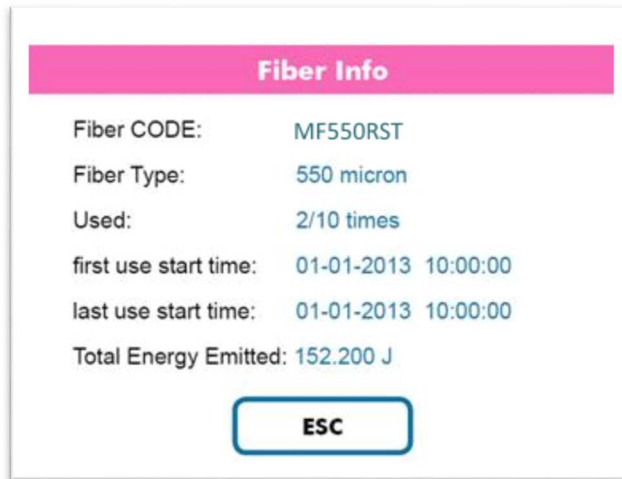 Fiber Info
Fiber CODE: MF550RST
Fiber Type: 550 micron
Used: 2/10 times
first use start time: 01-01-2013 10:00:00
last use start time: 01-01-2013 10:00:00
Total Energy Emitted: 152.200 J
ESC